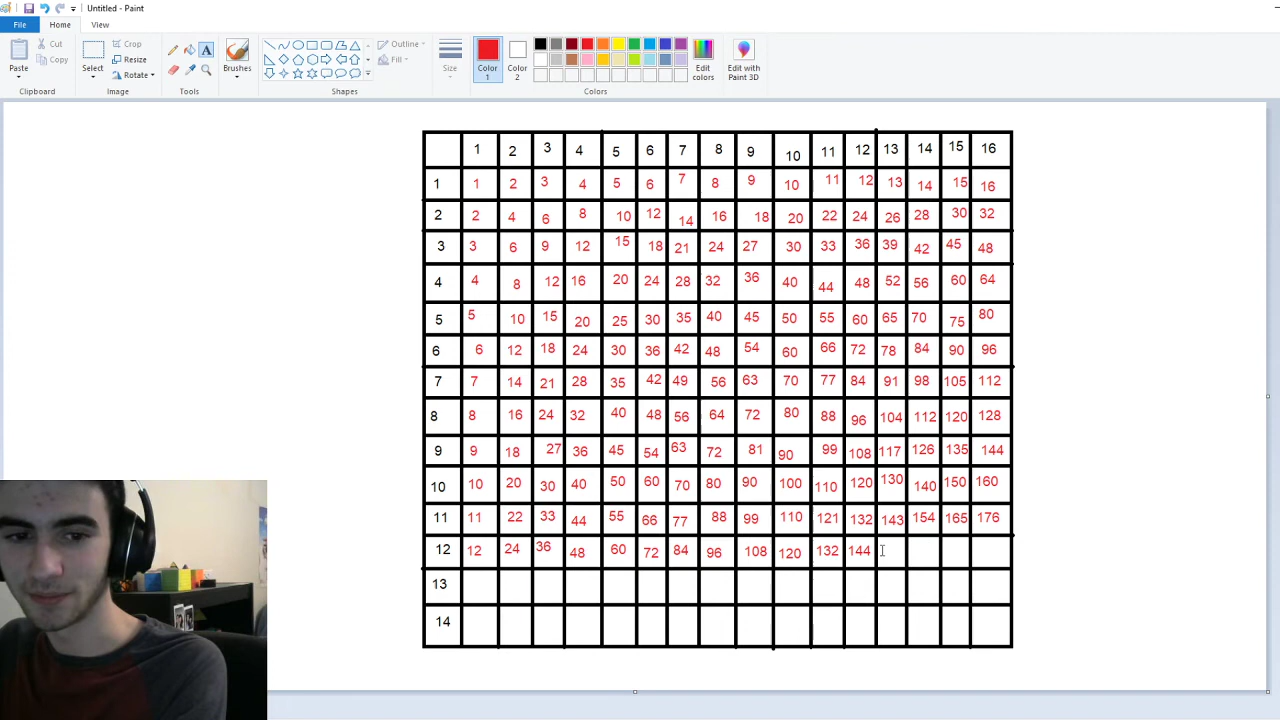 Untitled - Paint
File Home View
Paste Cut Copy Clipboard
Select Crop Resize Rotate Image
Tools
Brushes
Outline Fill Shapes
Size
Color 1 Color 2
Edit colors Colors
Edit with Paint 3D
1 2 3 4 5 6 7 8 9 10 11 12 13 14 15 16
1 1 2 3 4 5 6 7 8 9 10 11 12 13 14 15 16
2 2 4 6 8 10 12 14 16 18 20 22 24 26 28 30 32
3 3 6 9 12 15 18 21 24 27 30 33 36 39 42 45 48
4 4 8 12 16 20 24 28 32 36 40 44 48 52 56 60 64
5 5 10 15 20 25 30 35 40 45 50 55 60 65 70 75 80
6 6 12 18 24 30 36 42 48 54 60 66 72 78 84 90 96
7 7 14 21 28 35 42 49 56 63 70 77 84 91 98 105 112
8 8 16 24 32 40 48 56 64 72 80 88 96 104 112 120 128
9 9 18 27 36 45 54 63 72 81 90 99 108 117 126 135 144
10 10 20 30 40 50 60 70 80 90 100 110 120 130 140 150 160
11 11 22 33 44 55 66 77 88 99 110 121 132 143 154 165 176
12 12 24 36 48 60 72 84 96 108 120 132 144
13
14